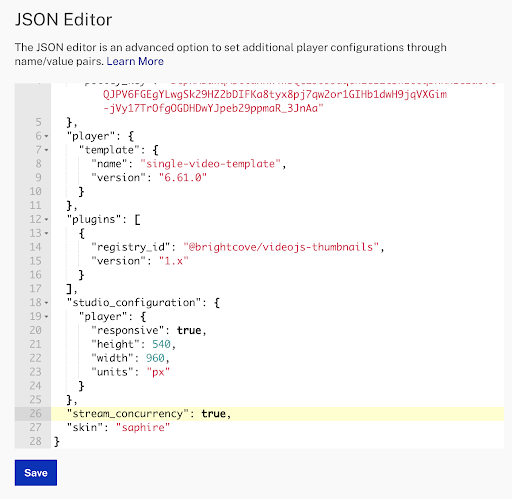 JSON Editor
The JSON editor is an advanced option to set additional player configurations through
name/value pairs. Learn More
QJPV6FGEgYLwgSk29HZ2bDIFKa8tyx8pj7qw2or1GIHb1dwH9jqVXGim
-jVy17TrOfgOGDHDwYJpeb29ppmaR_3JnAa"
5 },
6 "player": {
7 "template": {
8 "name": "single-video-template",
9 "version": "6.61.0"
10 }
11 },
12 "plugins": [
13 {
14 "registry_id": "@brightcove/videojs-thumbnails",
15 "version": "1.x"
16 }
17 ],
18 "studio_configuration": {
19 "player": {
20 "responsive": true,
21 "height": 540,
22 "width": 960,
23 "units": "px"
24 }
25 },
26 "stream_concurrency": true,
27 "skin": "saphire"
28 }
Save